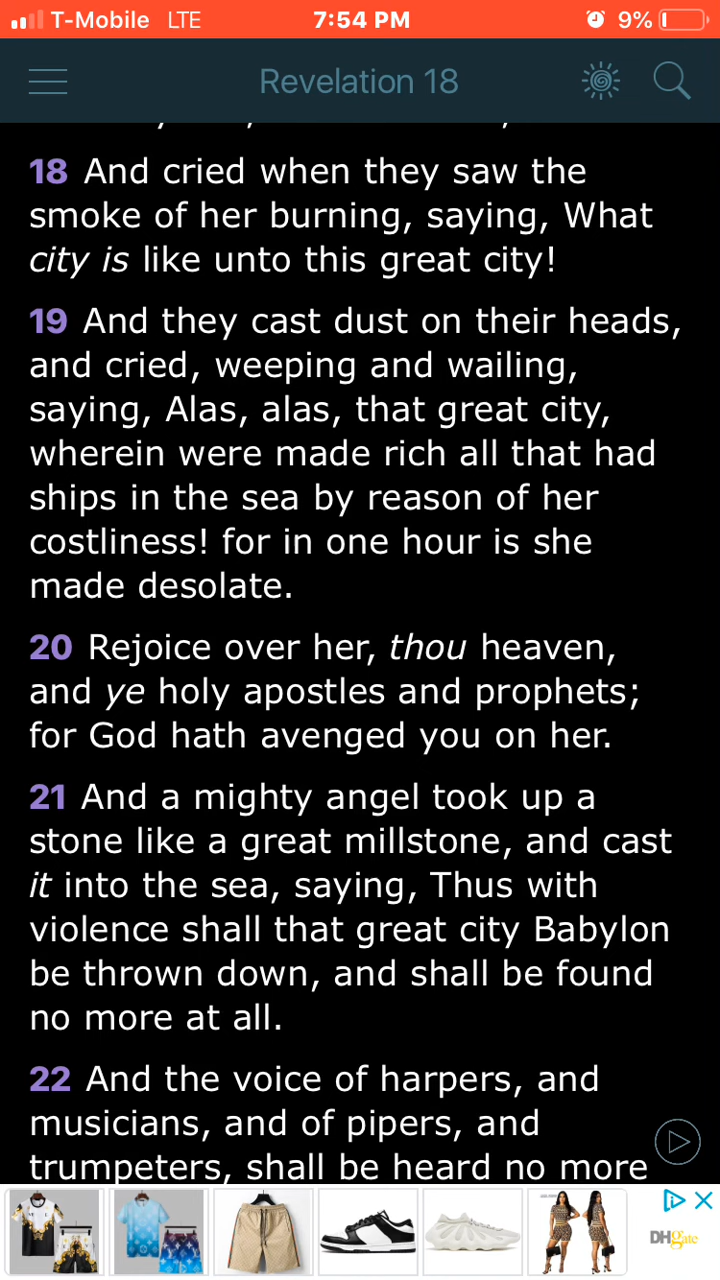 T-Mobile LTE 7:54 PM 9%
Revelation 18
18 And cried when they saw the
smoke of her burning, saying, What
city is like unto this great city!
19 And they cast dust on their heads,
and cried, weeping and wailing,
saying, Alas, alas, that great city,
wherein were made rich all that had
ships in the sea by reason of her
costliness! for in one hour is she
made desolate.
20 Rejoice over her, thou heaven,
and ye holy apostles and prophets;
for God hath avenged you on her.
21 And a mighty angel took up a
stone like a great millstone, and cast
it into the sea, saying, Thus with
violence shall that great city Babylon
be thrown down, and shall be found
no more at all.
22 And the voice of harpers, and
musicians, and of pipers, and
trumpeters, shall be heard no more
DHgate